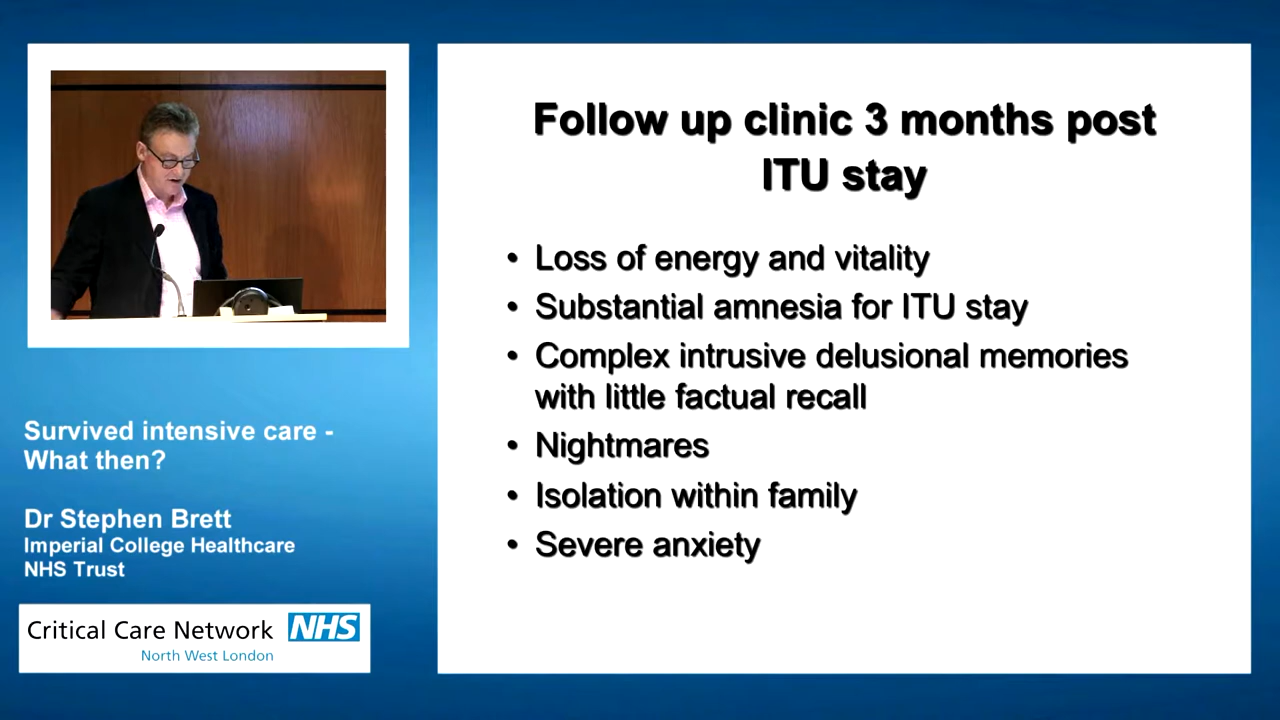 Follow up clinic 3 months post
ITU stay
• Loss of energy and vitality
• Substantial amnesia for ITU stay
• Complex intrusive delusional memories
with little factual recall
• Nightmares
• Isolation within family
• Severe anxiety
Survived intensive care -
What then?
Dr Stephen Brett
Imperial College Healthcare
NHS Trust
Critical Care Network NHS
North West London